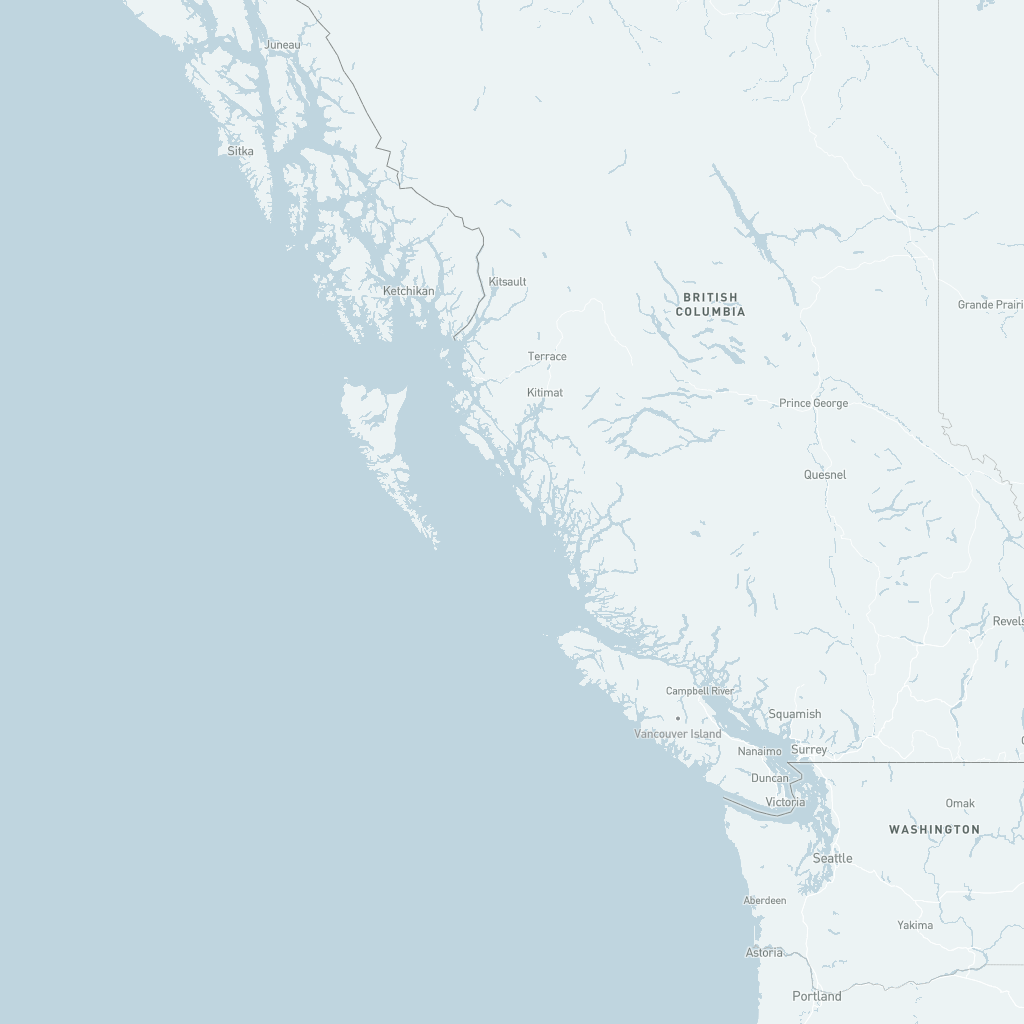 Juneau
Sitka
Kitsault
Ketchikan
BRITISH
COLUMBIA
Grande Prairi
Terrace
Kitimat
Prince George
Quesnel
Revels
Campbell River
Squamish
Vancouver Island
Nanaimo
Surrey
Duncan
Victoria
Omak
WASHINGTON
Seattle
Aberdeen
Yakima
Astoria
Portland